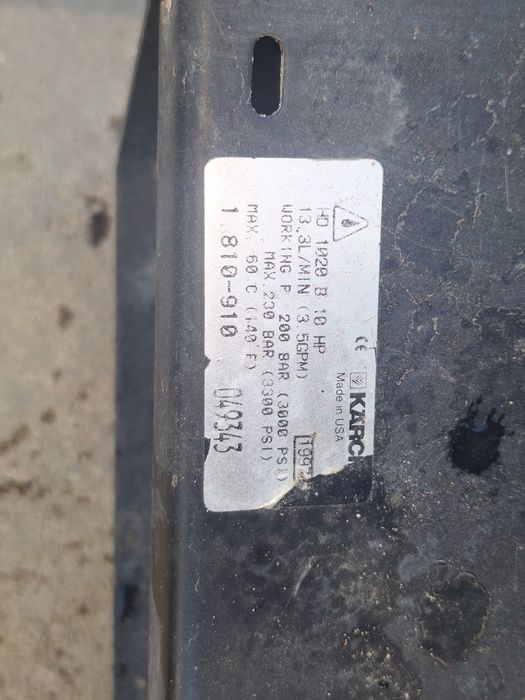 KARC
Made in USA
CE
HD 1020 B 10 HP
13.3L/MIN (3.5GPM)
WORKING P. 200 BAR (3000 PSI)
MAX.230 BAR (3300 PSI)
MAX. 60 C (140°F)
1.810-910 049343